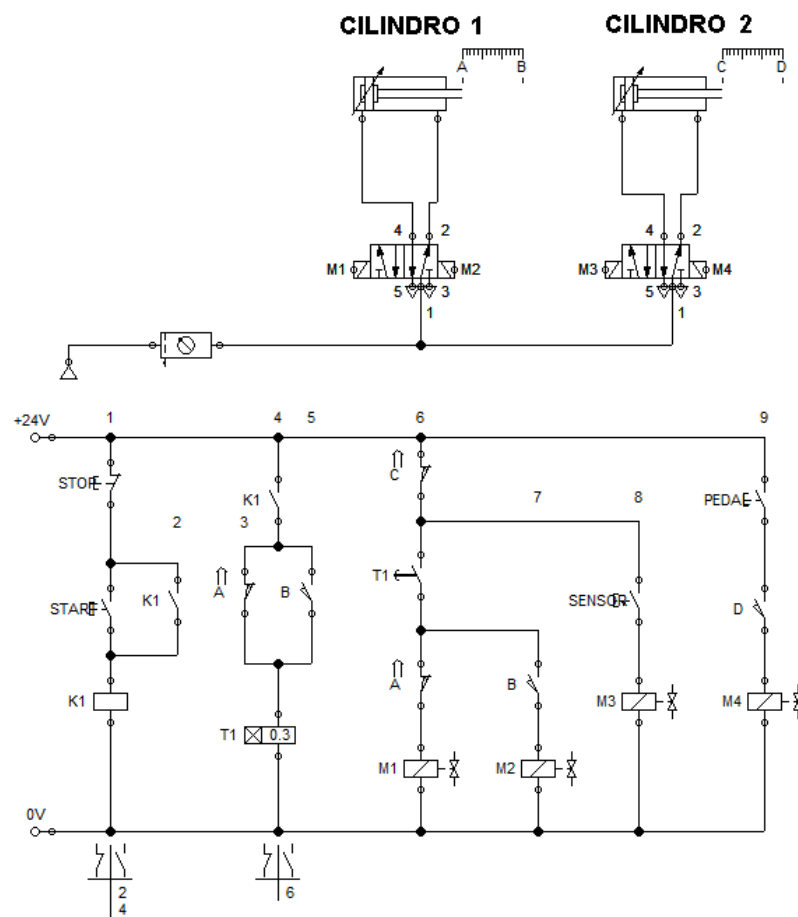 CILINDRO 1
CILINDRO 2
A B
C D
4 2
4 2
M1 M2
M3 M4
5 3
5 3
1
1
+24V
1 4 5 6 9
STOP
C
K1
PEDAL
2 3
7 8
T1
A B
START K1
SENSOR
D
A B
K1
M3 M4
T1 0.3
M1 M2
0V
2
4
6